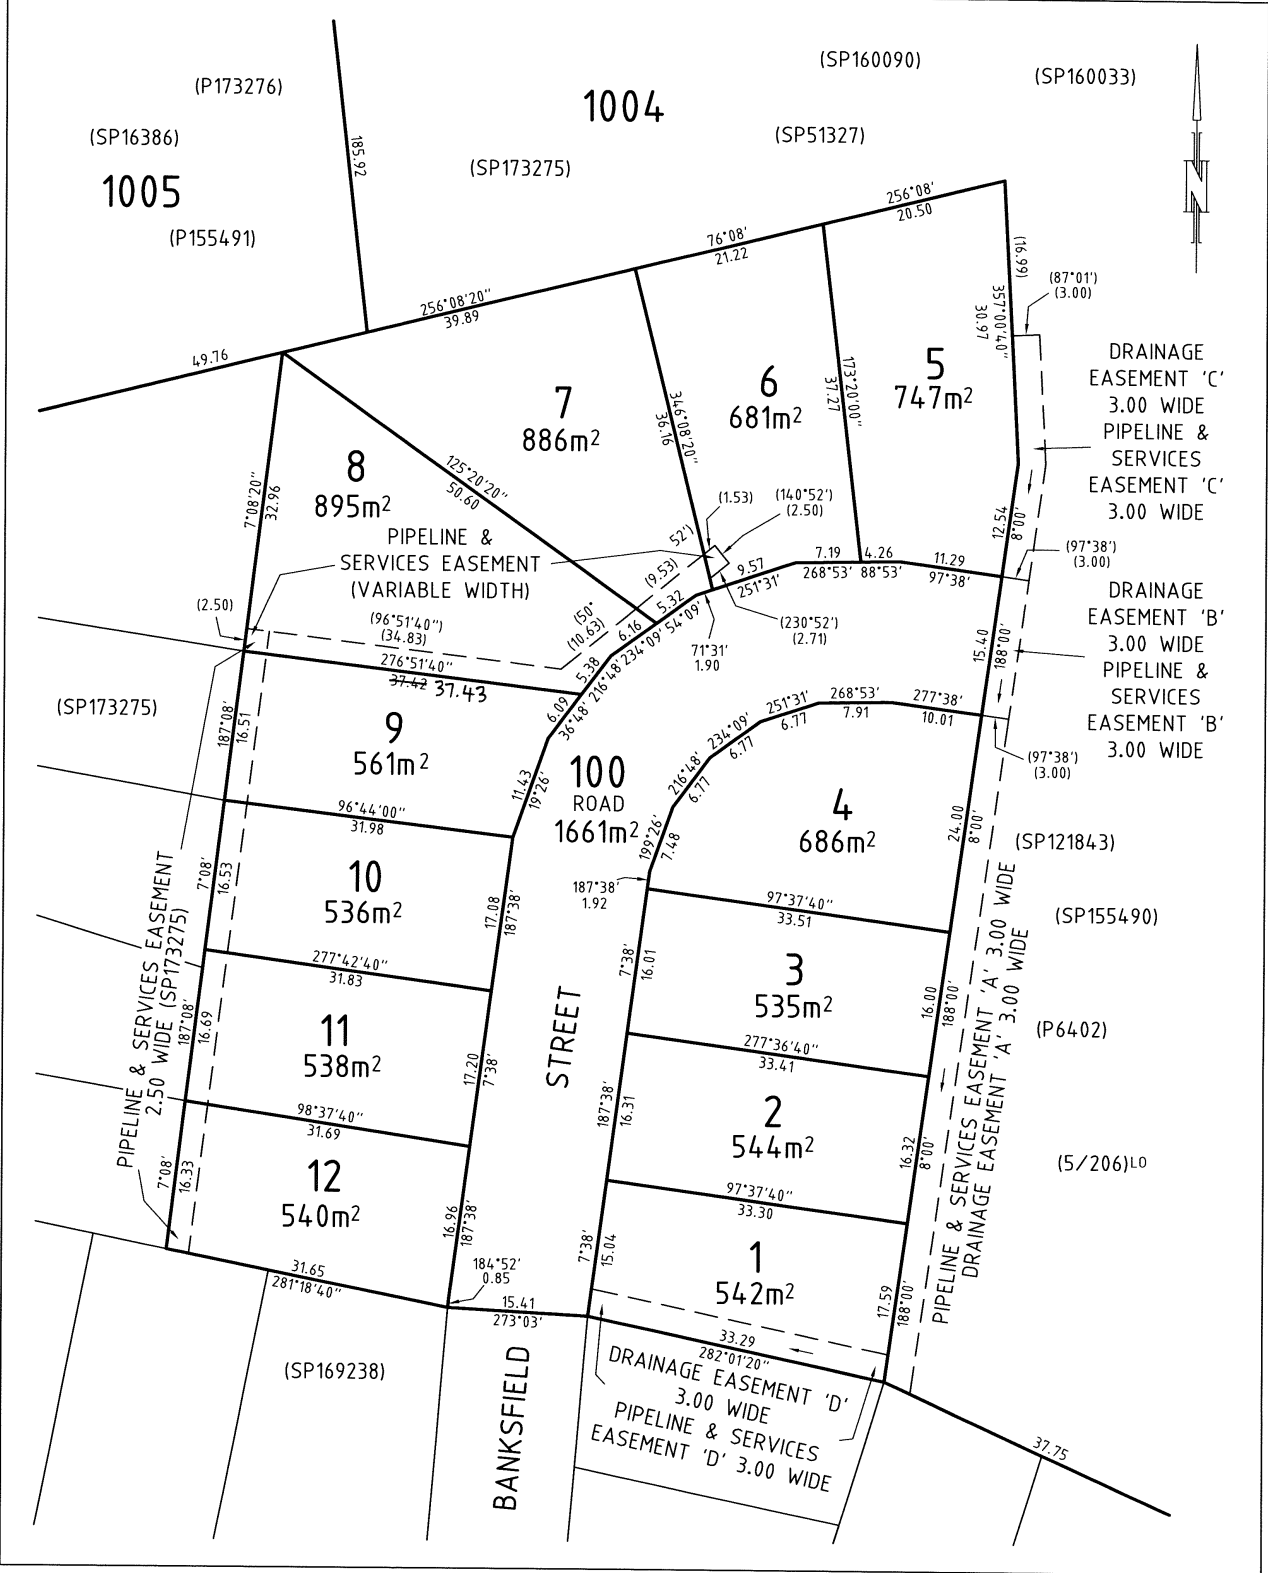 (P173276)
(SP16386)
1005
(P155491)
185.92
1004
(SP173275)
(SP160090)
(SP51327)
(SP160033)
N
256°08'
20.50
76°08'
21.22
256°08'20"
39.89
49.76
(16.99)
357°00'40"
30.97
(87°01')
(3.00)
DRAINAGE
EASEMENT 'C'
3.00 WIDE
PIPELINE &
SERVICES
EASEMENT 'C'
3.00 WIDE
5
747m²
6
681m²
7
886m²
8
895m²
173°20'00"
37.27
346°08'20"
36.16
125°20'20"
50.60
7°08'20"
32.96
PIPELINE &
SERVICES EASEMENT
(VARIABLE WIDTH)
(1.53)
(140°52')
(2.50)
52')
(9.53)
(50°
(10.63)
12.54
8°00'
(97°38')
(3.00)
7.19
268°53'
4.26
88°53'
11.29
97°38'
9.57
251°31'
5.32
54°09'
6.16
234°09'
5.38
216°48'
6.09
36°48'
71°31'
1.90
(230°52')
(2.71)
(2.50)
(96°51'40")
(34.83)
276°51'40"
37.42 37.43
DRAINAGE
EASEMENT 'B'
3.00 WIDE
PIPELINE &
SERVICES
EASEMENT 'B'
3.00 WIDE
15.40
188°00'
(97°38')
(3.00)
(SP173275)
187°08'
16.51
9
561m²
11.43
19°26'
100
ROAD
1661m²
251°31'
6.77
268°53'
7.91
277°38'
10.01
234°09'
6.77
216°48'
6.77
199°26'
7.48
187°38'
1.92
4
686m²
24.00
8°00'
(SP121843)
96°44'00"
31.98
7°08'
16.53
10
536m²
17.08
187°38'
97°37'40"
33.51
(SP155490)
277°42'40"
31.83
7°38'
16.01
3
535m²
16.00
188°00'
(P6402)
187°08'
16.69
11
538m²
17.20
7°38'
STREET
277°36'40"
33.41
PIPELINE & SERVICES EASEMENT
2.50 WIDE (SP173275)
PIPELINE & SERVICES EASEMENT 'A' 3.00 WIDE
DRAINAGE EASEMENT 'A' 3.00 WIDE
98°37'40"
31.69
187°38'
16.31
2
544m²
16.32
8°00'
(5/206)LO
7°08'
16.33
12
540m²
16.96
187°38'
97°37'40"
33.30
7°38'
15.04
1
542m²
17.59
188°00'
31.65
281°18'40"
184°52'
0.85
15.41
273°03'
33.29
282°01'20"
(SP169238)
BANKSFIELD
DRAINAGE EASEMENT 'D'
3.00 WIDE
PIPELINE & SERVICES
EASEMENT 'D' 3.00 WIDE
37.75